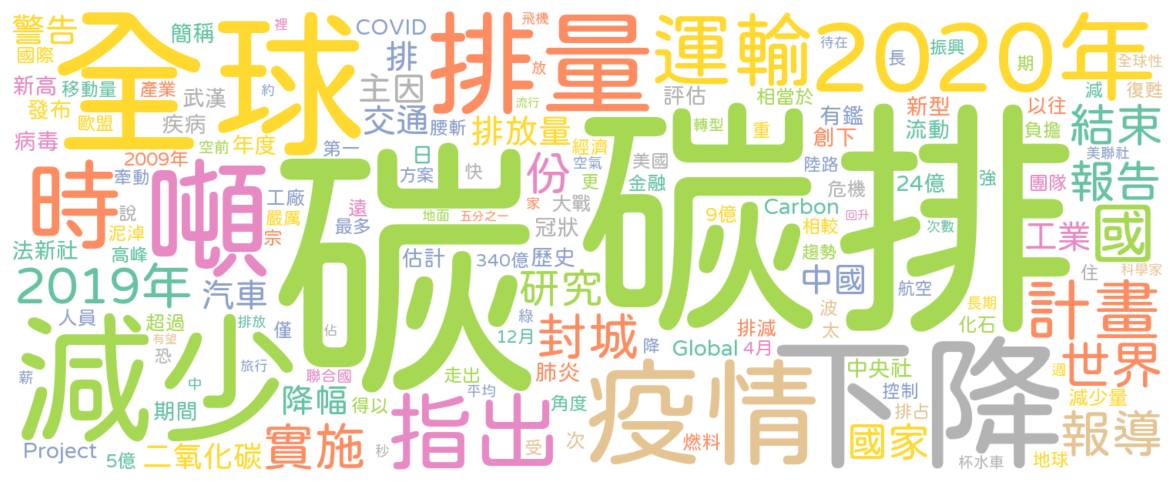 警告
國際
簡稱
COVID
飛機
裡
待在
長
振興
期
全球性
復甦
全球
排量
運輸
2020年
排
放
新高
移動量
產業
武漢
約
主因
流行
評估
相當於
減
發布
歐盟
疾病
交通
腰斬
排放量
轉型
重
有鑑
新型
以往
負擔
病毒
空前
年度
第一
日
經濟
創下
流動
結束
美聯社
2009年
方案
快
空氣
美國
陸路
牽動
工廠
更
金融
危機
24億
強
團隊
報告
時
噸
份
說
嚴厲
遠
最多
家
大戰
9億
Carbon
回升
泥淖
宗
地面
五分之一
冠狀
相較
次數
工業
國
法新社
高峰
碳
碳排
估計
340億
歷史
趨勢
住
科學家
2019年
汽車
研究
中國
航空
長期
計畫
人員
僅
綠
波
化石
超過
排放
佔
12月
封城
排減
太
減少
有望
恐
降
Global
4月
世界
旅行
走出
肺炎
下降
中央社
週
薪
中
聯合國
平均
疫情
控制
減少量
期間
降幅
得以
角度
排占
報導
Project
5億
二氧化碳
實施
秒
指出
受
次
燃料
國家
杯水車
地球